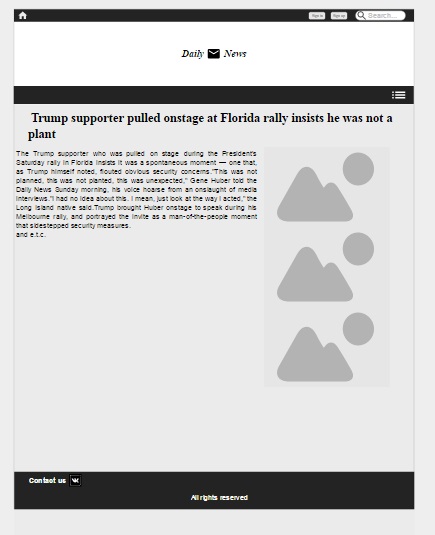 Sign in Sign up Search...
Daily News
Trump supporter pulled onstage at Florida rally insists he was not a
plant
The Trump supporter who was pulled on stage during the President's
Saturday rally in Florida insists it was a spontaneous moment — one that,
as Trump himself noted, flouted obvious security concerns."This was not
planned, this was not planted, this was unexpected," Gene Huber told the
Daily News Sunday morning, his voice hoarse from an onslaught of media
interviews."I had no idea about this. I mean, just look at the way I acted," the
Long Island native said.Trump brought Huber onstage to speak during his
Melbourne rally, and portrayed the invite as a man-of-the-people moment
that sidestepped security measures.
and e.t.c.
Contact us
All rights reserved